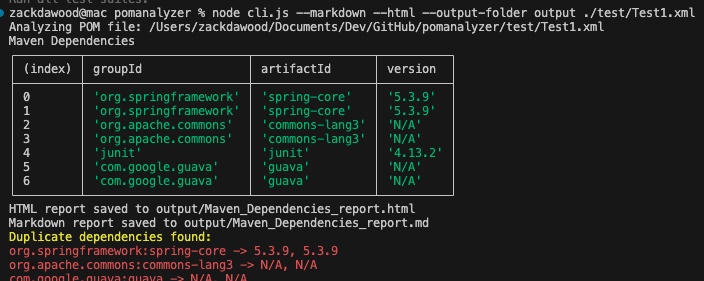 Run all test suites.
zackdawood@mac pomanalyzer % node cli.js --markdown --html --output-folder output ./test/Test1.xml
Analyzing POM file: /Users/zackdawood/Documents/Dev/GitHub/pomanalyzer/test/Test1.xml
Maven Dependencies
(index) groupId artifactId version
0 'org.springframework' 'spring-core' '5.3.9'
1 'org.springframework' 'spring-core' '5.3.9'
2 'org.apache.commons' 'commons-lang3' 'N/A'
3 'org.apache.commons' 'commons-lang3' 'N/A'
4 'junit' 'junit' '4.13.2'
5 'com.google.guava' 'guava' 'N/A'
6 'com.google.guava' 'guava' 'N/A'
HTML report saved to output/Maven_Dependencies_report.html
Markdown report saved to output/Maven_Dependencies_report.md
Duplicate dependencies found:
org.springframework:spring-core -> 5.3.9, 5.3.9
org.apache.commons:commons-lang3 -> N/A, N/A
com.google.guava:guava -> N/A, N/A